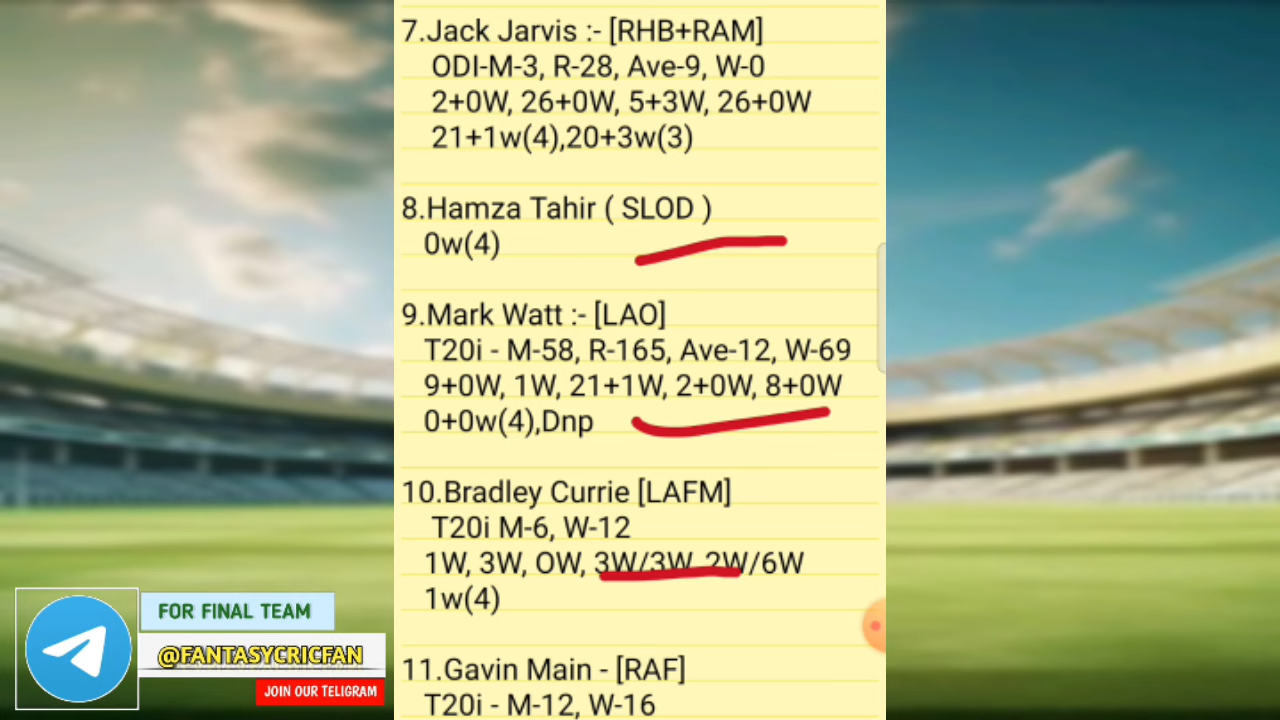 7.Jack Jarvis :- [RHB+RAM]
ODI-M-3, R-28, Ave-9, W-0
2+0W, 26+0W, 5+3W, 26+0W
21+1w(4),20+3w(3)
8.Hamza Tahir ( SLOD )
0w(4)
9.Mark Watt :- [LAO]
T20i - M-58, R-165, Ave-12, W-69
9+0W, 1W, 21+1W, 2+0W, 8+0W
0+0w(4),Dnp
10.Bradley Currie [LAFM]
T20i M-6, W-12
1W, 3W, OW, 3W/3W, 2W/6W
1w(4)
11.Gavin Main - [RAF]
T20i - M-12, W-16
FOR FINAL TEAM
@FANTASYCRICFAN
JOIN OUR TELIGRAM